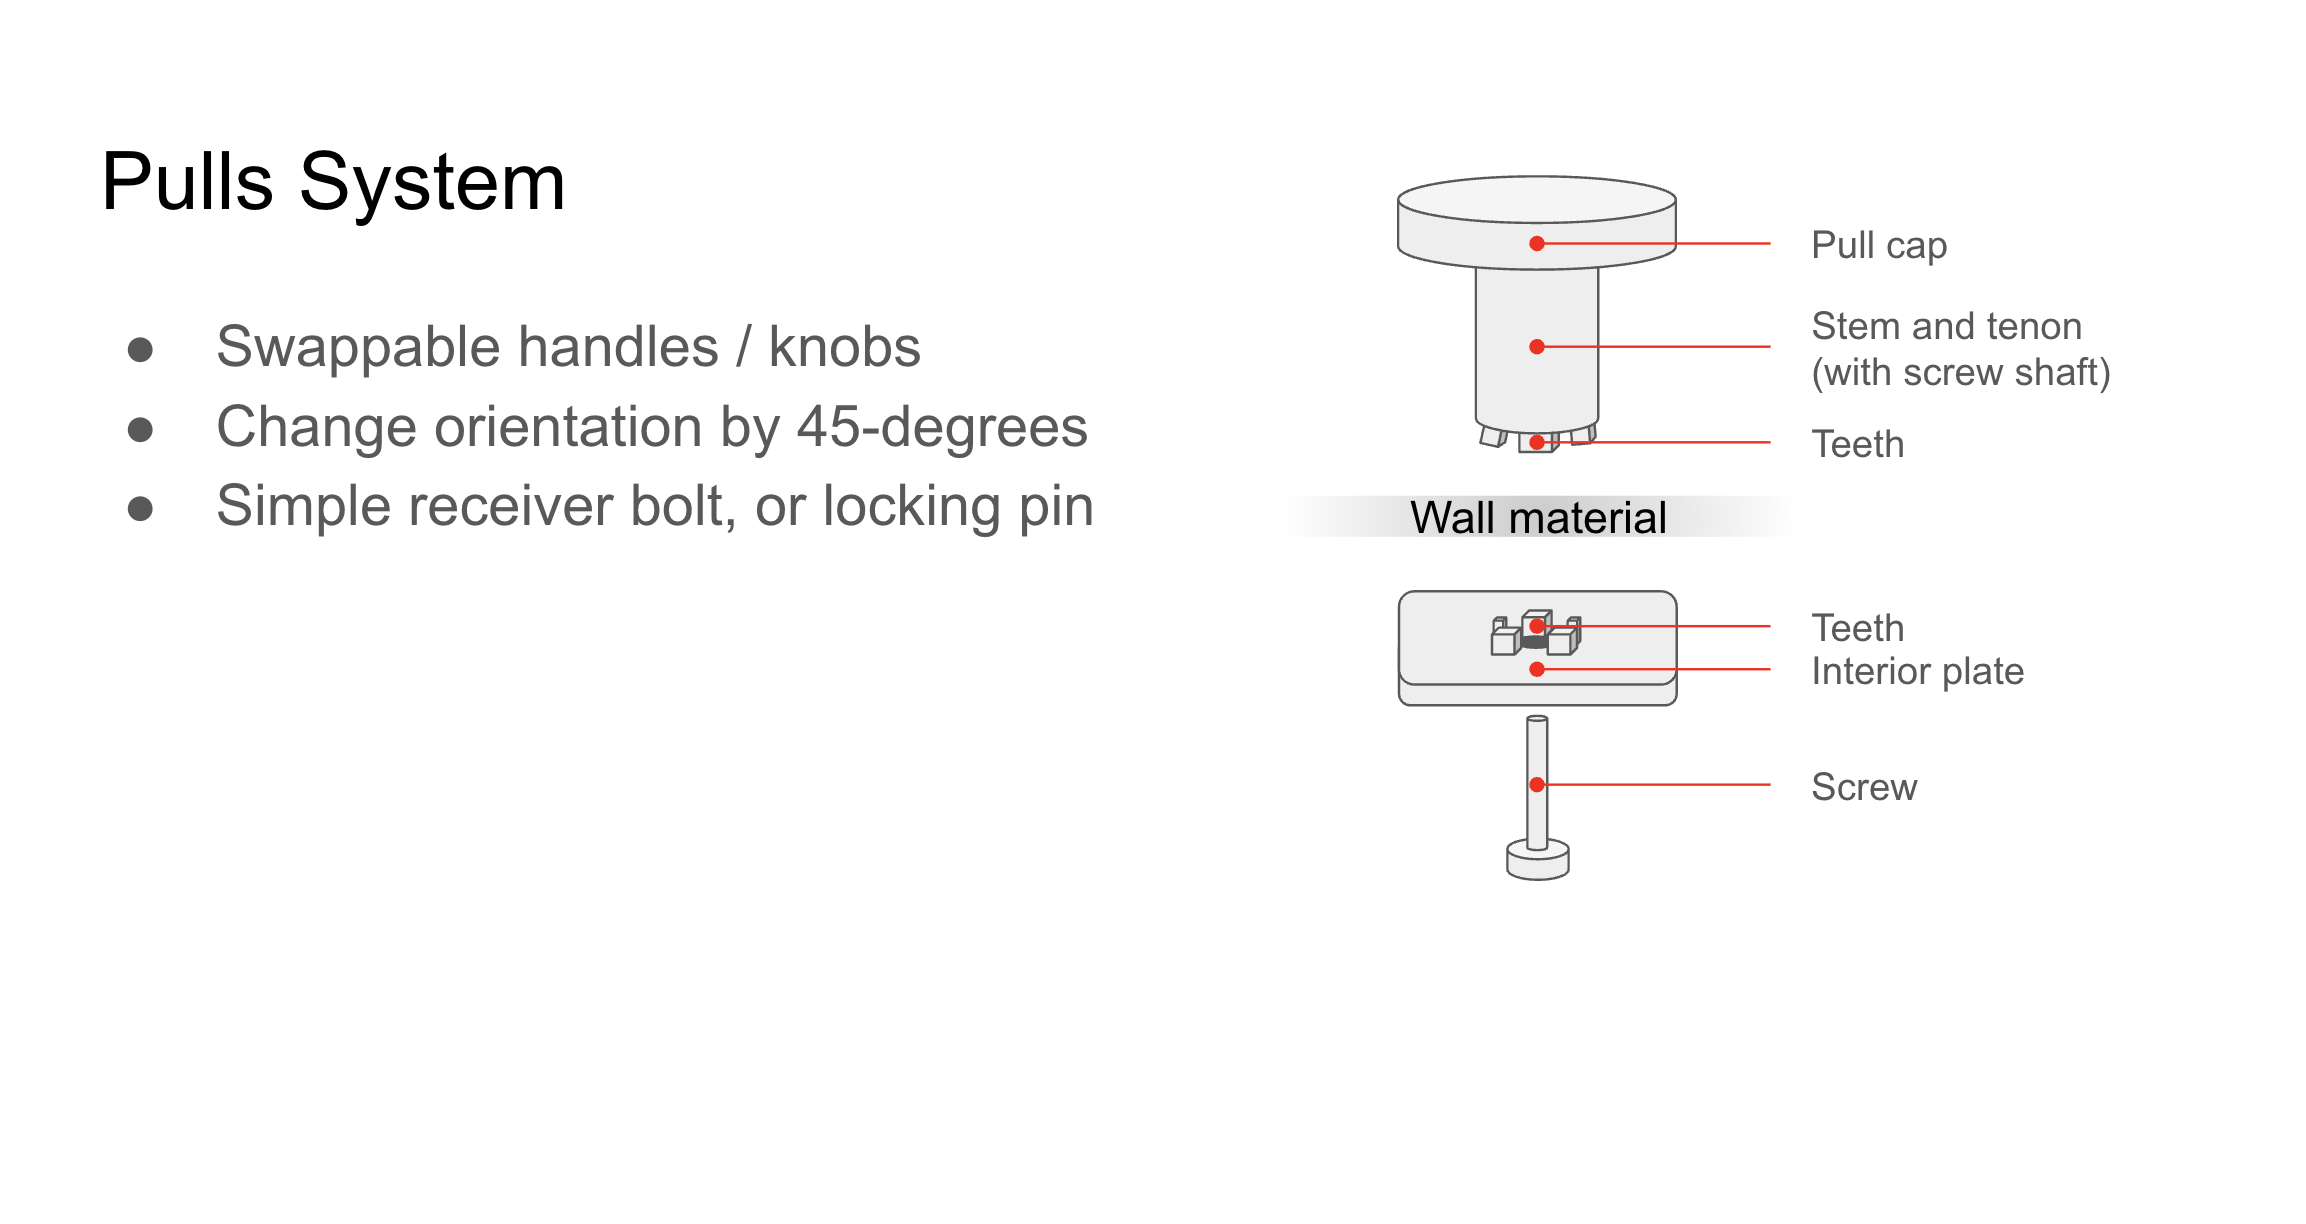 Pulls System
● Swappable handles / knobs
● Change orientation by 45-degrees
● Simple receiver bolt, or locking pin
Pull cap
Stem and tenon
(with screw shaft)
Teeth
Wall material
Teeth
Interior plate
Screw